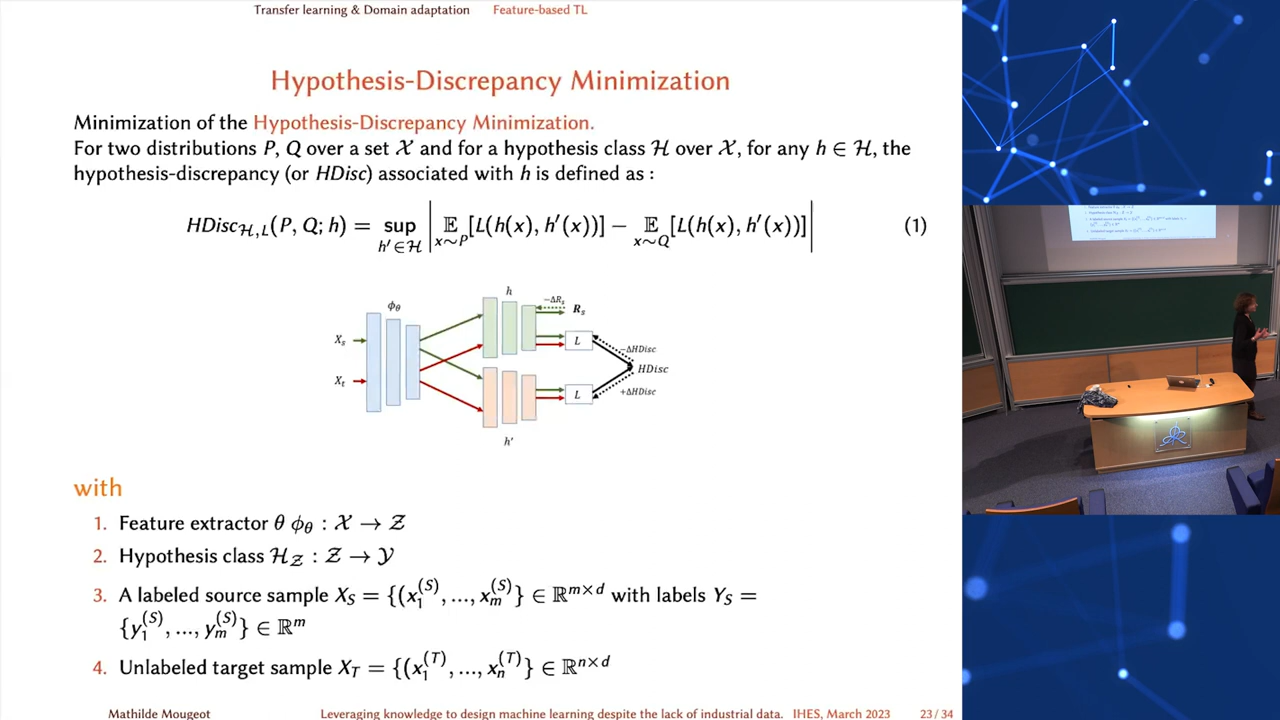 Transfer learning & Domain adaptation Feature-based TL
Hypothesis-Discrepancy Minimization
Minimization of the Hypothesis-Discrepancy Minimization.
For two distributions P, Q over a set 𝒳 and for a hypothesis class ℋ over 𝒳, for any h ∈ ℋ, the
hypothesis-discrepancy (or HDisc) associated with h is defined as :
HDisc_{ℋ,L}(P, Q; h) = sup_{h′∈ℋ} | 𝔼_{x∼P}[L(h(x), h′(x))] − 𝔼_{x∼Q}[L(h(x), h′(x))] | (1)
h
ϕ_θ
−ΔR_s
R_s
X_s
L
−ΔHDisc
HDisc
X_t
L
+ΔHDisc
h′
with
1. Feature extractor θ ϕ_θ : 𝒳 → 𝒵
2. Hypothesis class ℋ_𝒵 : 𝒵 → 𝒴
3. A labeled source sample X_S = {(x_1^{(S)}, ..., x_m^{(S)}} ∈ ℝ^{m×d} with labels Y_S =
{y_1^{(S)}, ..., y_m^{(S)}} ∈ ℝ^m
4. Unlabeled target sample X_T = {(x_1^{(T)}, ..., x_n^{(T)}} ∈ ℝ^{n×d}
Mathilde Mougeot Leveraging knowledge to design machine learning despite the lack of industrial data. IHES, March 2023 23 / 34